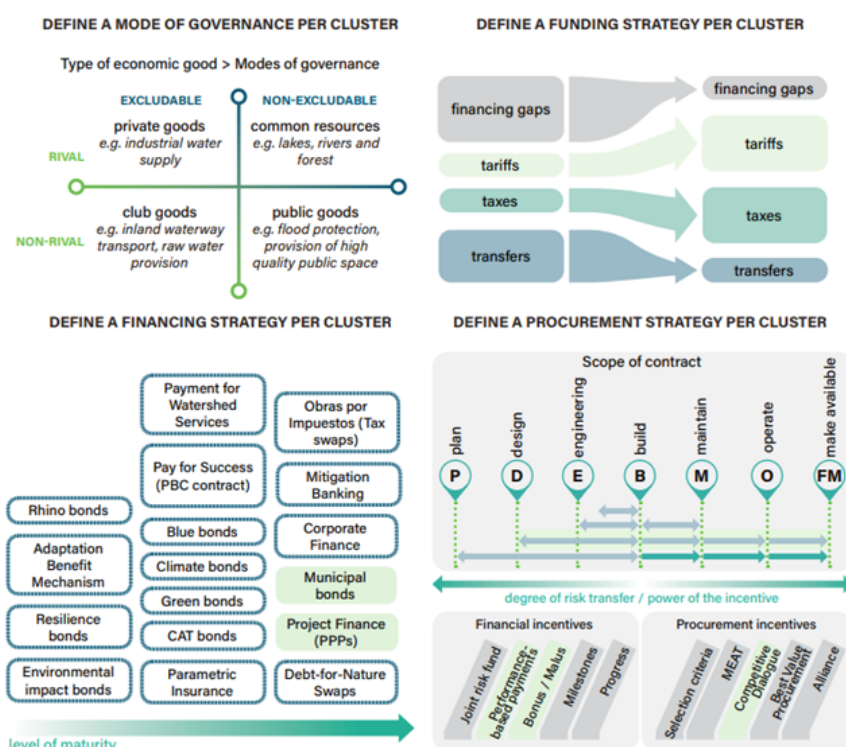 DEFINE A MODE OF GOVERNANCE PER CLUSTER
Type of economic good > Modes of governance
EXCLUDABLE
NON-EXCLUDABLE
RIVAL
private goods
e.g. industrial water
supply
common resources
e.g. lakes, rivers and
forest
NON-RIVAL
club goods
e.g. inland waterway
transport, raw water
provision
public goods
e.g. flood protection,
provision of high
quality public space
DEFINE A FUNDING STRATEGY PER CLUSTER
financing gaps
tariffs
taxes
transfers
financing gaps
tariffs
taxes
transfers
DEFINE A FINANCING STRATEGY PER CLUSTER
Rhino bonds
Adaptation
Benefit
Mechanism
Resilience
bonds
Environmental
impact bonds
Payment for
Watershed
Services
Pay for Success
(PBC contract)
Blue bonds
Climate bonds
Green bonds
CAT bonds
Parametric
Insurance
Obras por
Impuestos (Tax
swaps)
Mitigation
Banking
Corporate
Finance
Municipal
bonds
Project Finance
(PPPs)
Debt-for-Nature
Swaps
level of maturity
DEFINE A PROCUREMENT STRATEGY PER CLUSTER
Scope of contract
plan
design
engineering
build
maintain
operate
make available
P
D
E
B
M
O
FM
degree of risk transfer / power of the incentive
Financial incentives
Joint risk fund
Performance-
based payments
Bonus / Malus
Milestones
Progress
Procurement incentives
Selection criteria
MEAT
Competitive
Dialogue
Best Value
Procurement
Alliance